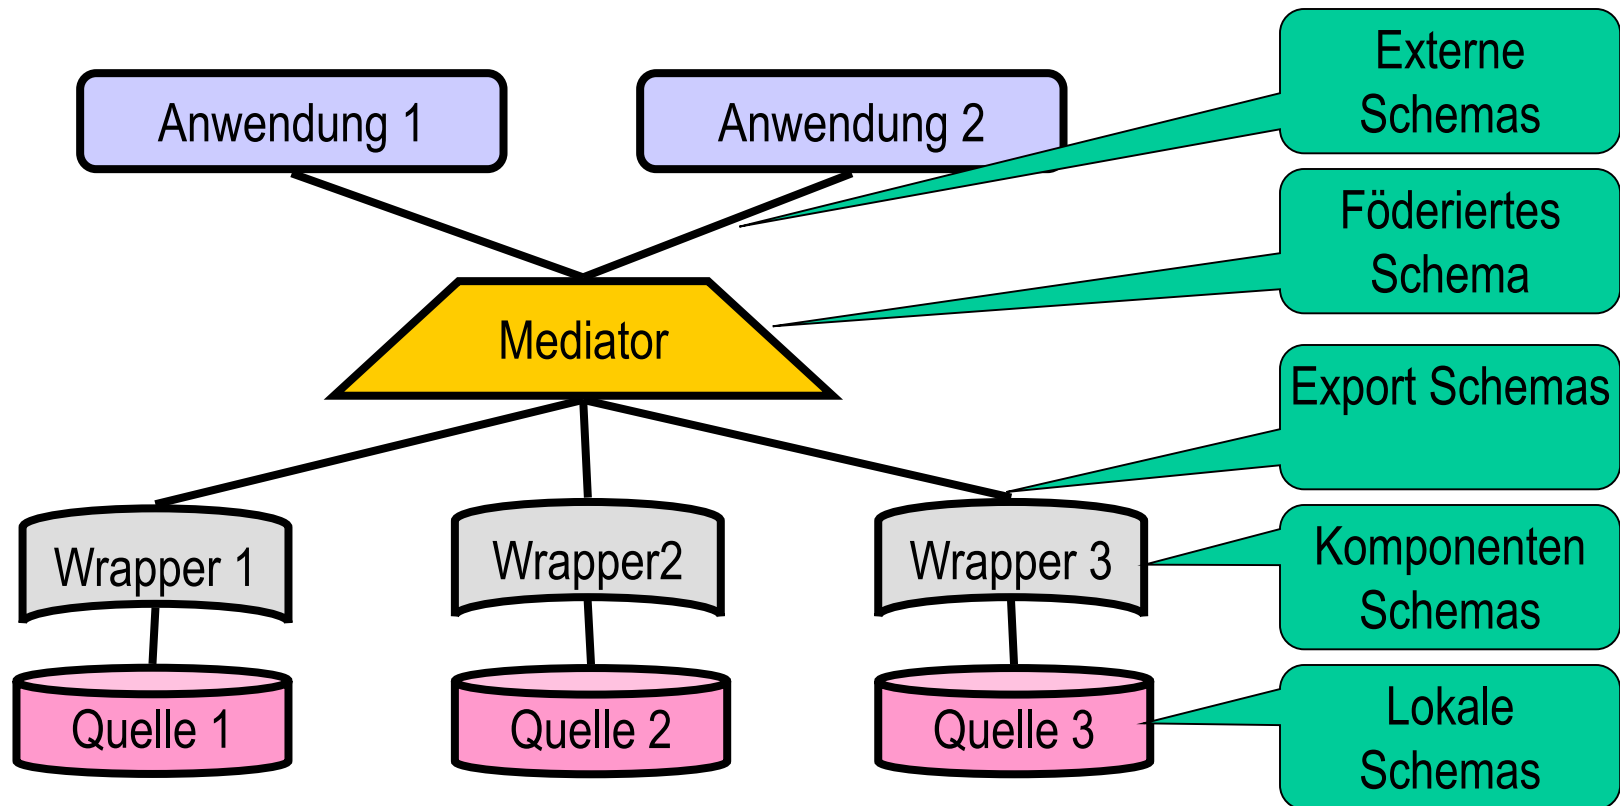 Externe
Schemas
Anwendung 1
Anwendung 2
Föderiertes
Schema
Mediator
Export Schemas
Wrapper 1
Wrapper2
Wrapper 3
Komponenten
Schemas
Quelle 1
Quelle 2
Quelle 3
Lokale
Schemas